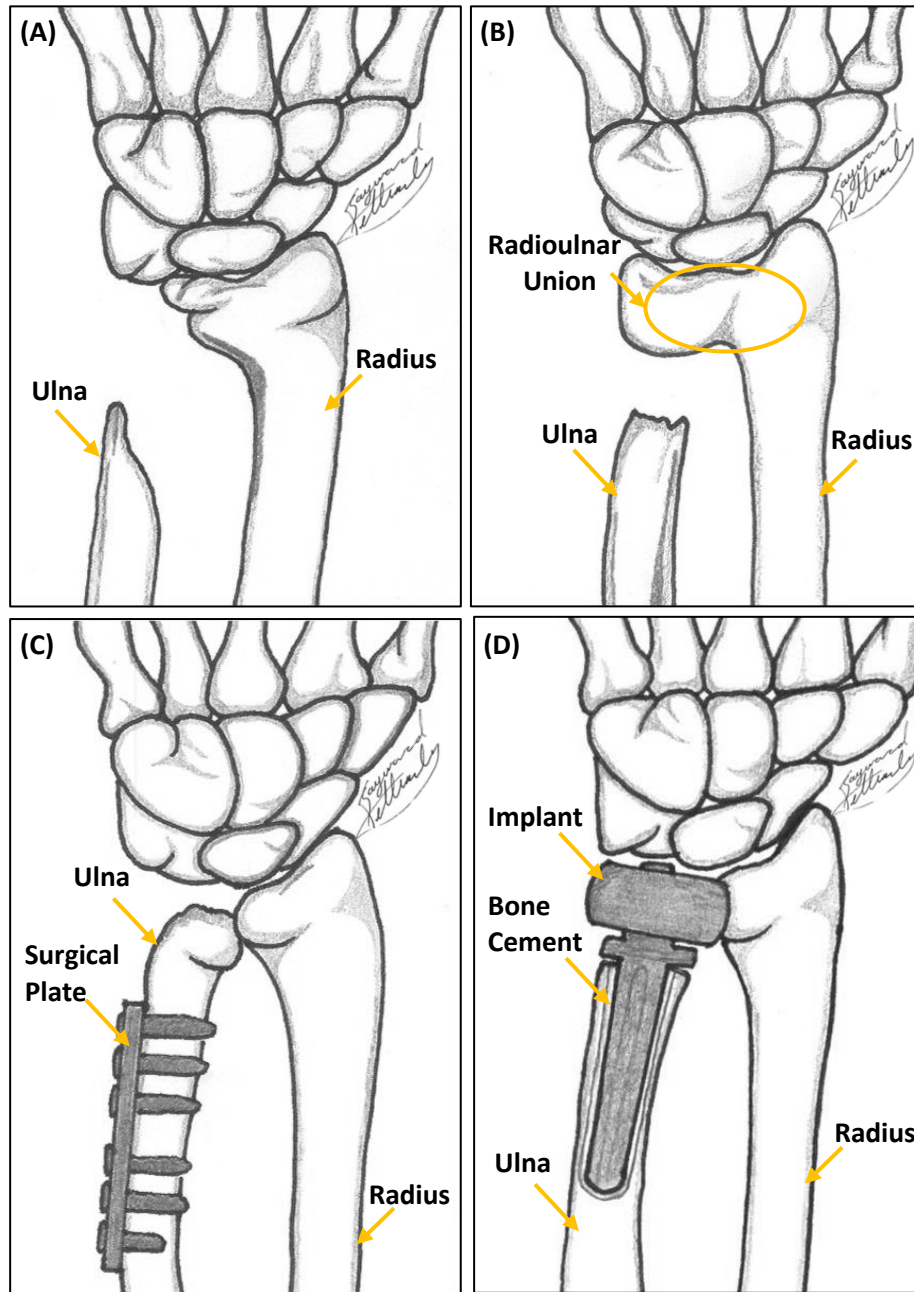 (A)
Ulna
Radius
(B)
Radioulnar
Union
Ulna
Radius
(C)
Ulna
Surgical
Plate
Radius
(D)
Implant
Bone
Cement
Ulna
Radius